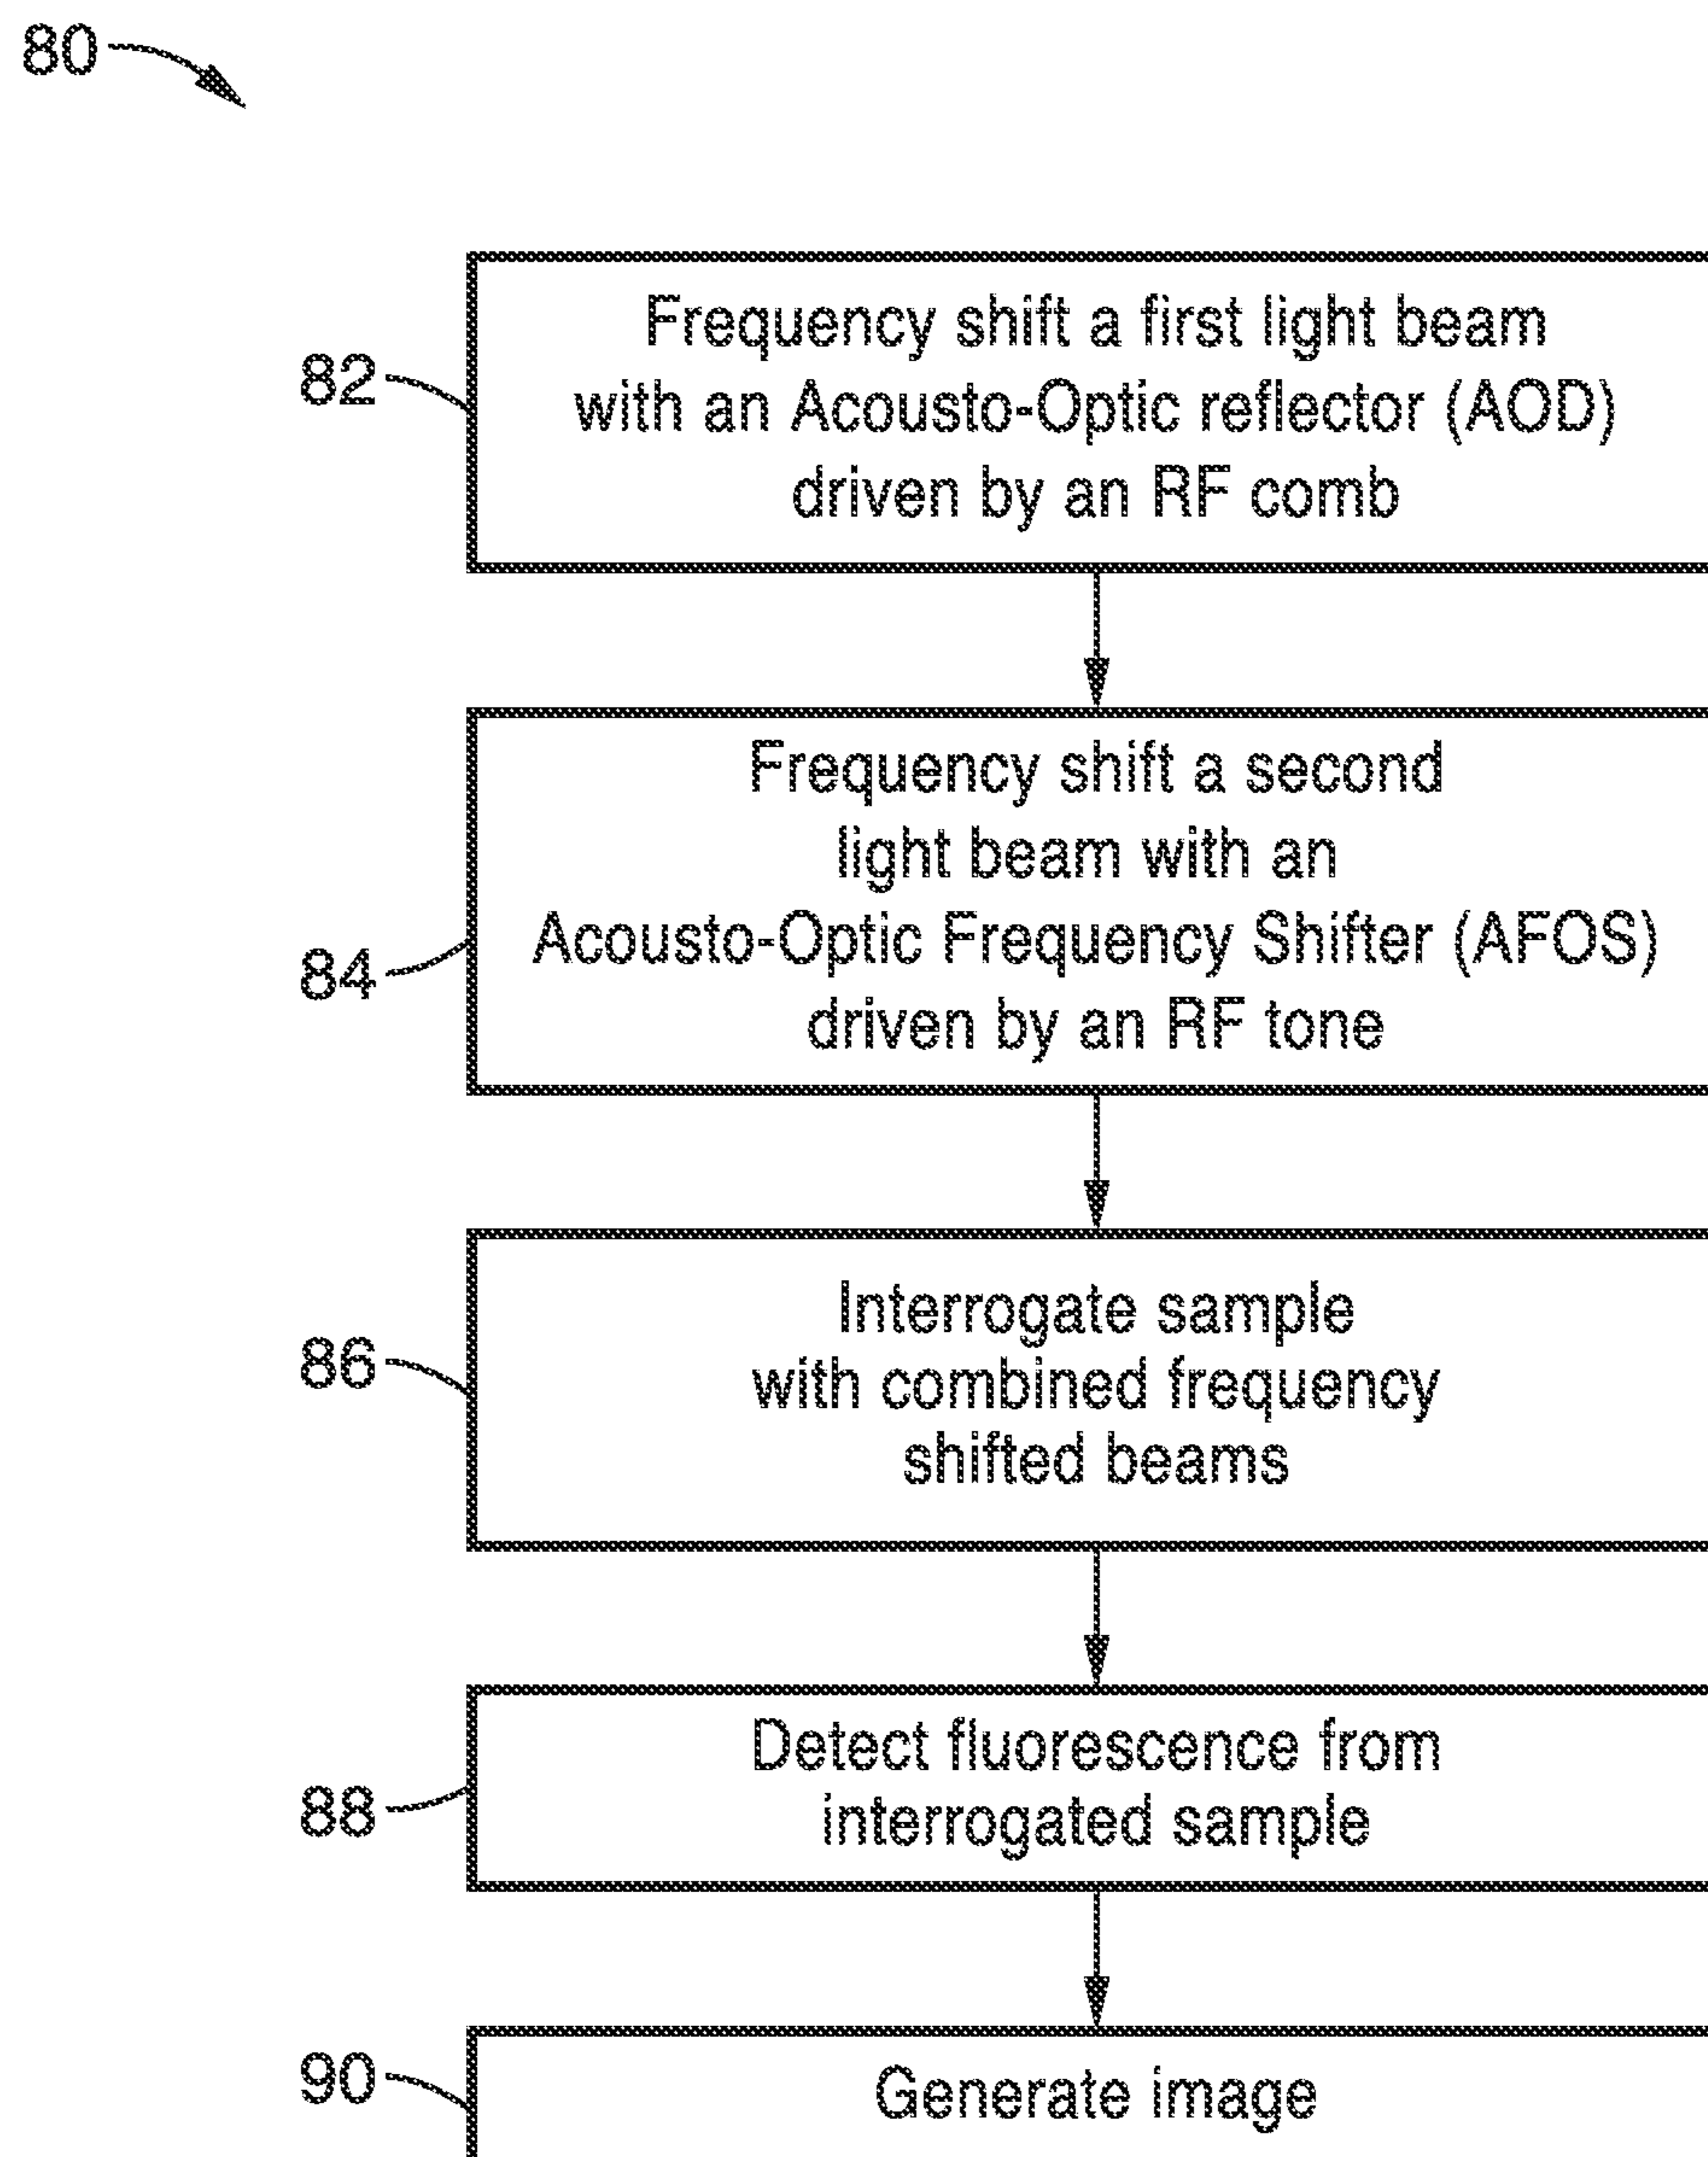 80
82
Frequency shift a first light beam
with an Acousto-Optic reflector (AOD)
driven by an RF comb
84
Frequency shift a second
light beam with an
Acousto-Optic Frequency Shifter (AFOS)
driven by an RF tone
86
Interrogate sample
with combined frequency
shifted beams
88
Detect fluorescence from
interrogated sample
90
Generate image